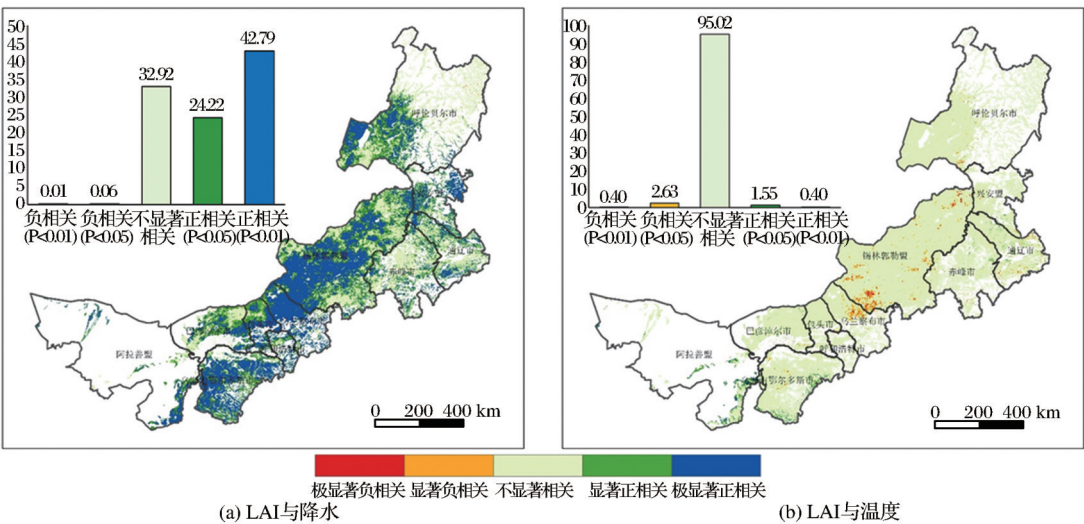 50
45
40
35
30
25
20
15
10
5
0
0.01
0.06
32.92
24.22
42.79
负相关 负相关 不显著 正相关 正相关
(P<0.01) (P<0.05) 相关 (P<0.05) (P<0.01)
呼伦贝尔市
通辽市
赤峰市
阿拉善盟
0 200 400 km
100
90
80
70
60
50
40
30
20
10
0
0.40
2.63
95.02
1.55
0.40
负相关 负相关 不显著 正相关 正相关
(P<0.01) (P<0.05) 相关 (P<0.05) (P<0.01)
呼伦贝尔市
兴安盟
通辽市
锡林郭勒盟
赤峰市
乌兰察布市
包头市
巴彦淖尔市
呼和浩特市
阿拉善盟
鄂尔多斯市
0 200 400 km
极显著负相关 显著负相关 不显著相关 显著正相关 极显著正相关
(a) LAI与降水
(b) LAI与温度